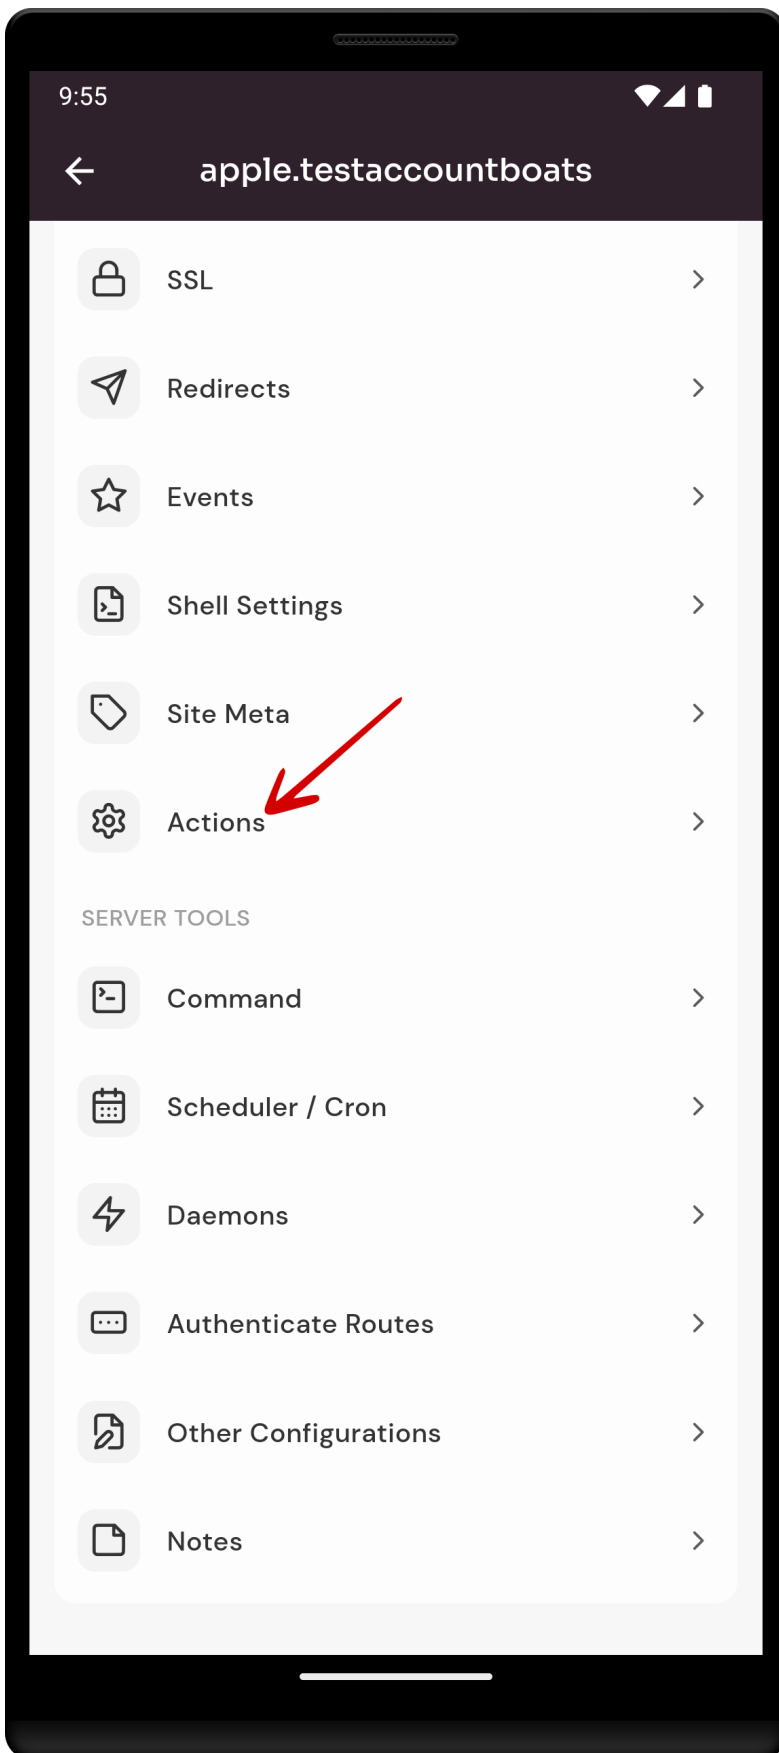 9:55
apple.testaccountboats
SSL
Redirects
Events
Shell Settings
Site Meta
Actions
SERVER TOOLS
Command
Scheduler / Cron
Daemons
Authenticate Routes
Other Configurations
Notes